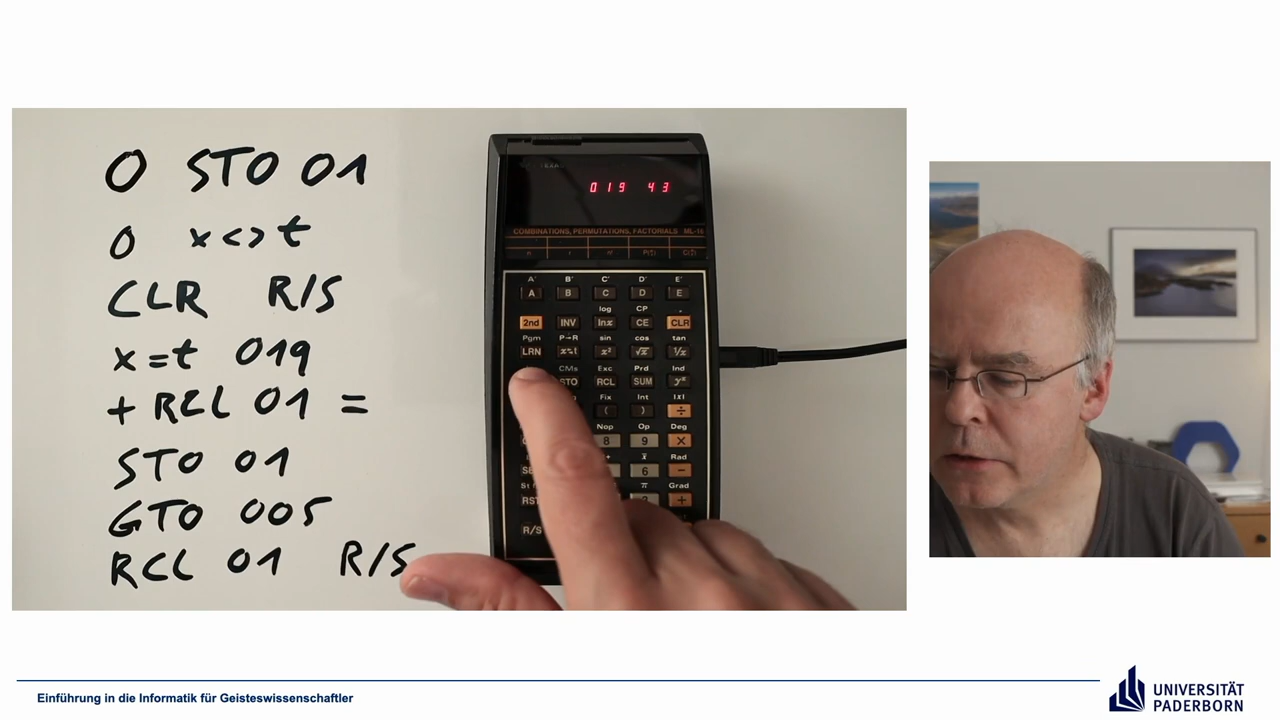 0 STO 01
0 x<>t
CLR R/S
x=t 019
+ RCL 01 =
STO 01
GTO 005
RCL 01 R/S
TEXA
019 43
COMBINATIONS, PERMUTATIONS, FACTORIALS ML-16
A' B' C' D' E'
A B C D E
log CP
2nd INV lnx CE CLR
Pgm P→R sin cos tan
LRN x⇄t x² √x 1/x
CMs Exc Prd Ind
STO RCL SUM yˣ
Fix Int |x|
( ) ÷
Nop Op Deg
8 9 ×
x̄ Rad
6 −
π Grad
RST +
R/S
Einführung in die Informatik für Geisteswissenschaftler
UNIVERSITÄT
PADERBORN